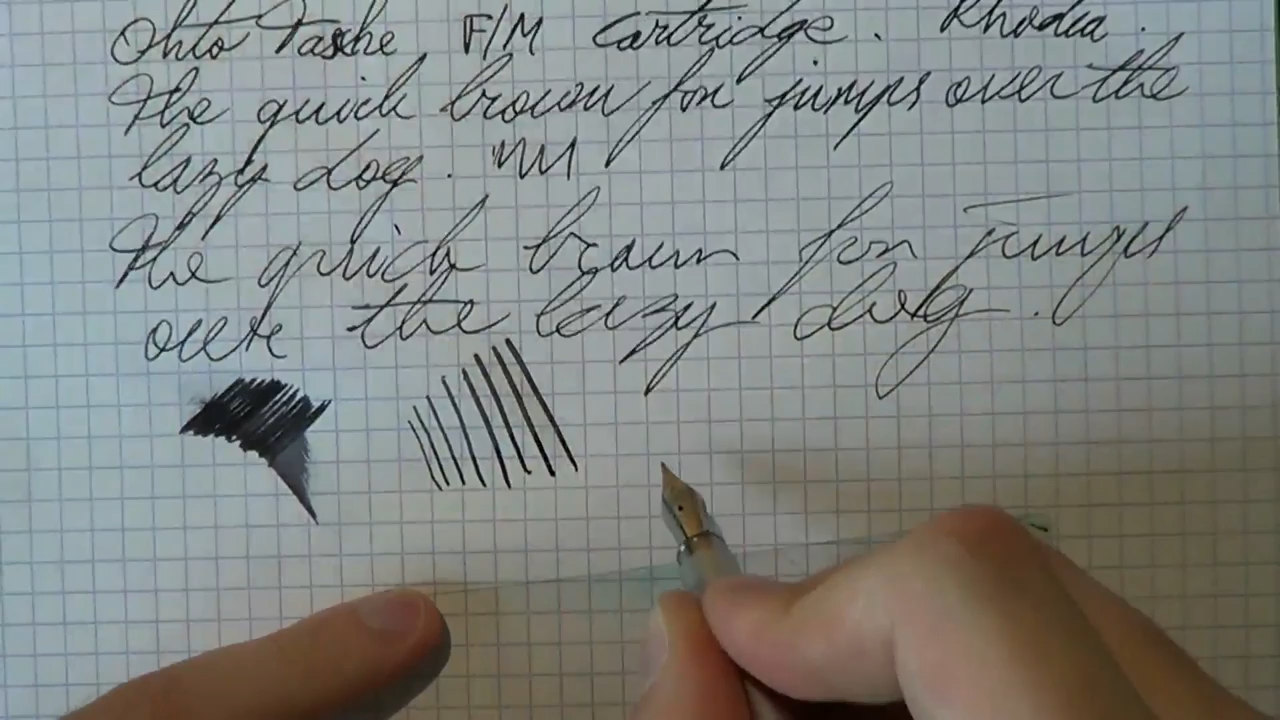 Ohto Tasche F/M Cartridge. Rhodia.
The quick brown fox jumps over the
lazy dog.
The quick brown fox jumps
over the lazy dog.